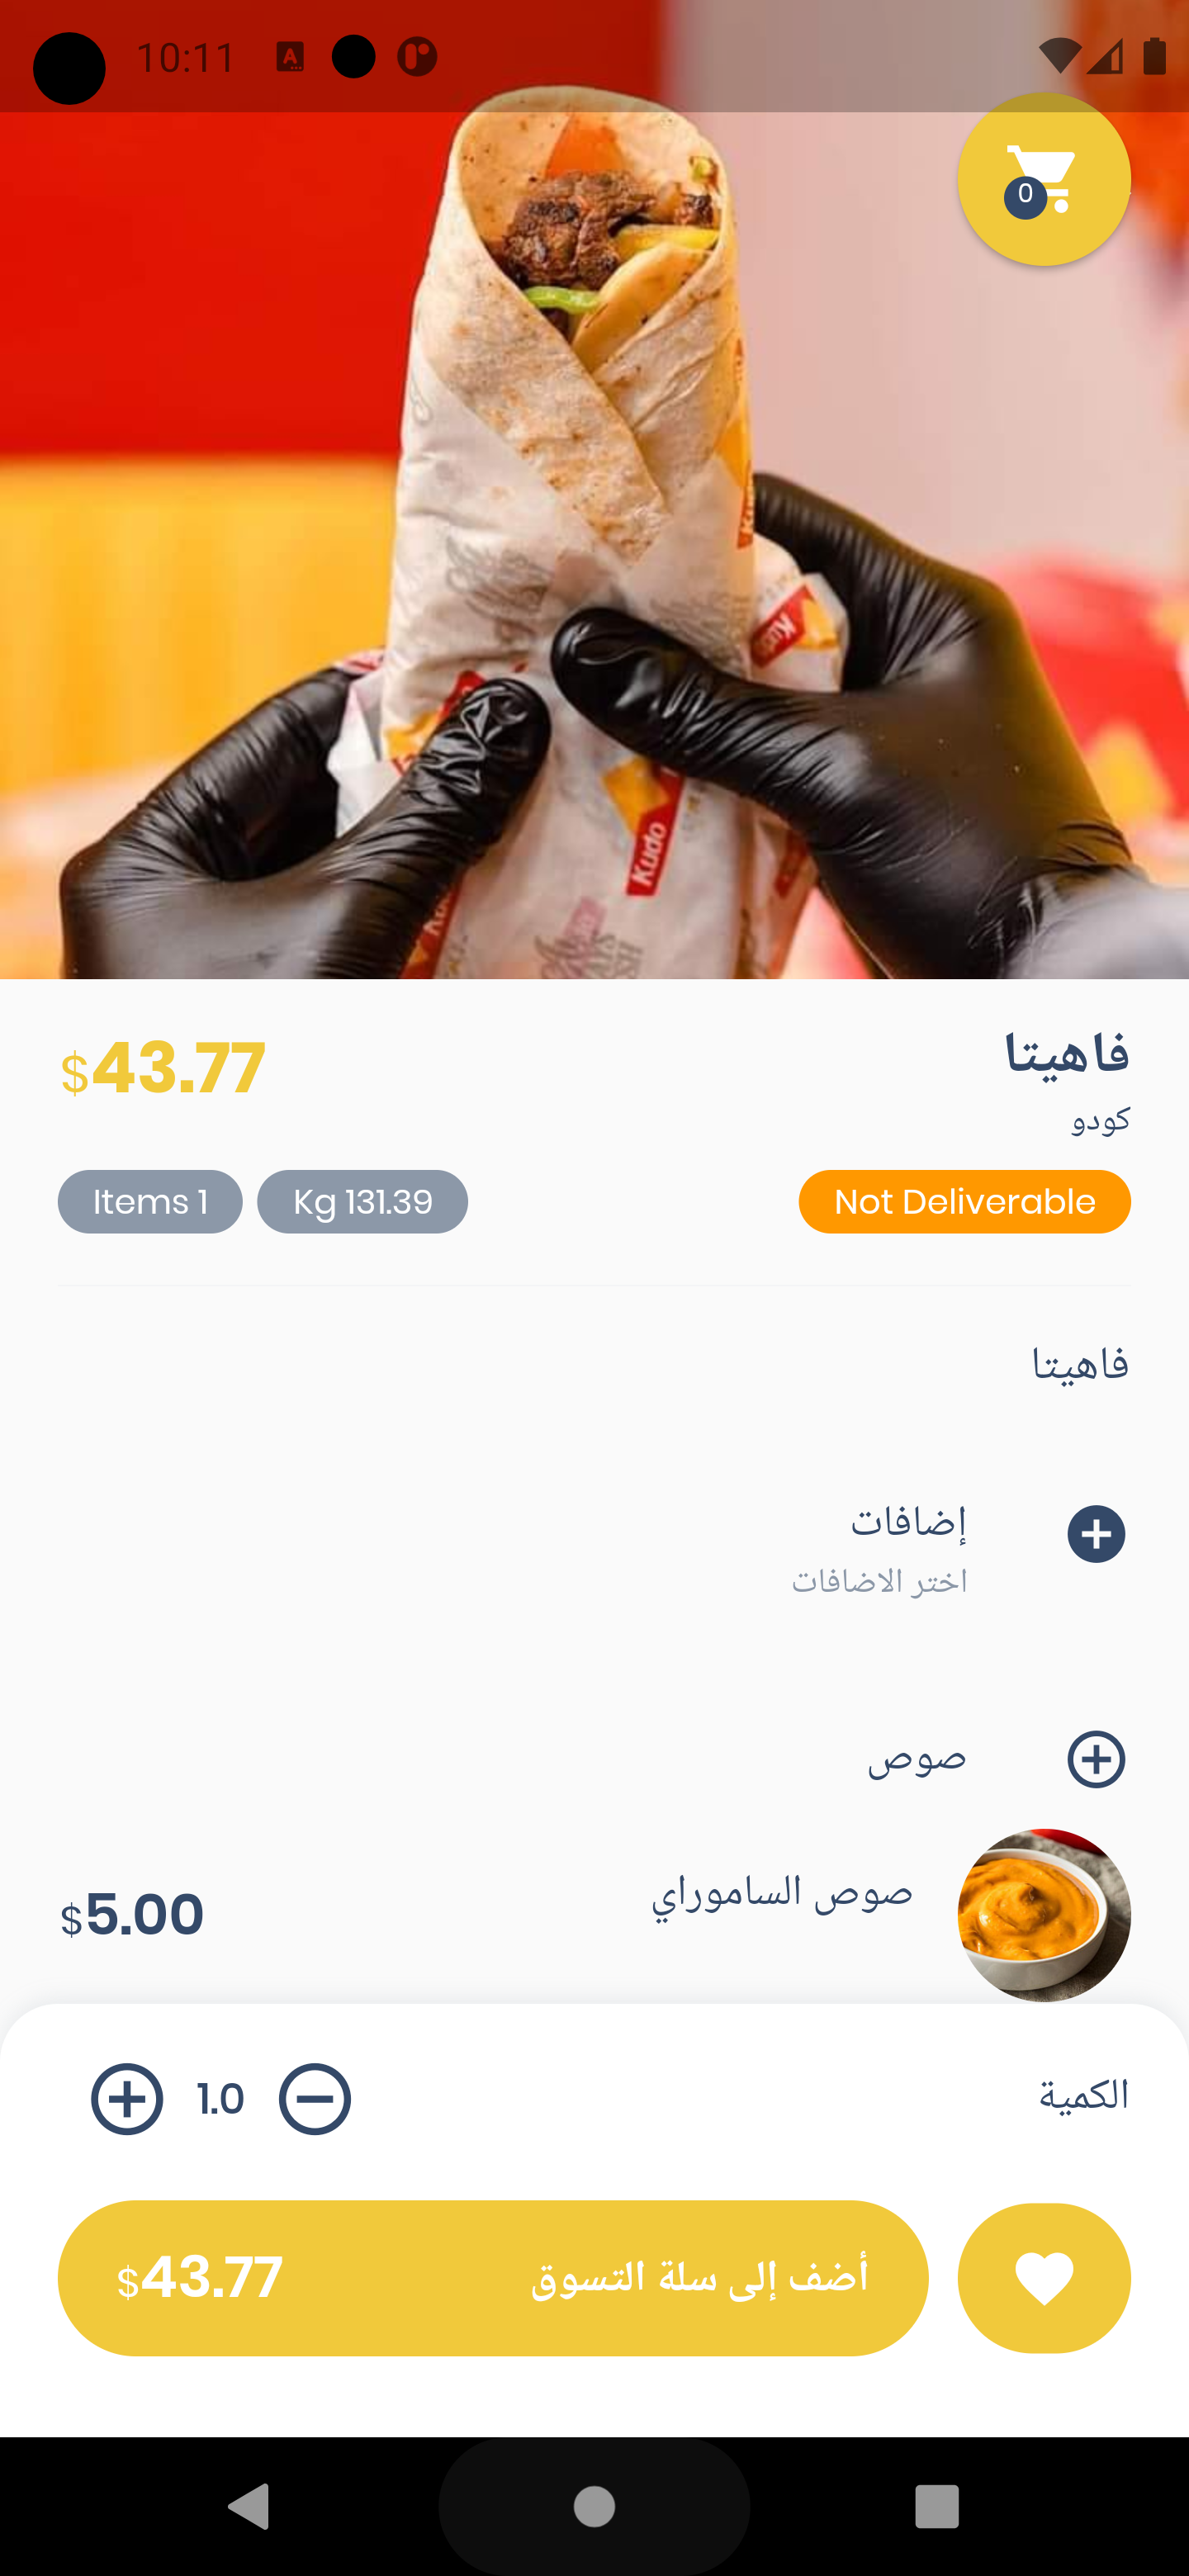 10:11
0
Kudo
Kudo
فاهيتا
$43.77
كودو
Not Deliverable
Kg 131.39
Items 1
فاهيتا
إضافات
اختر الاضافات
صوص
صوص الساموراي
$5.00
الكمية
1.0
أضف إلى سلة التسوق
$43.77